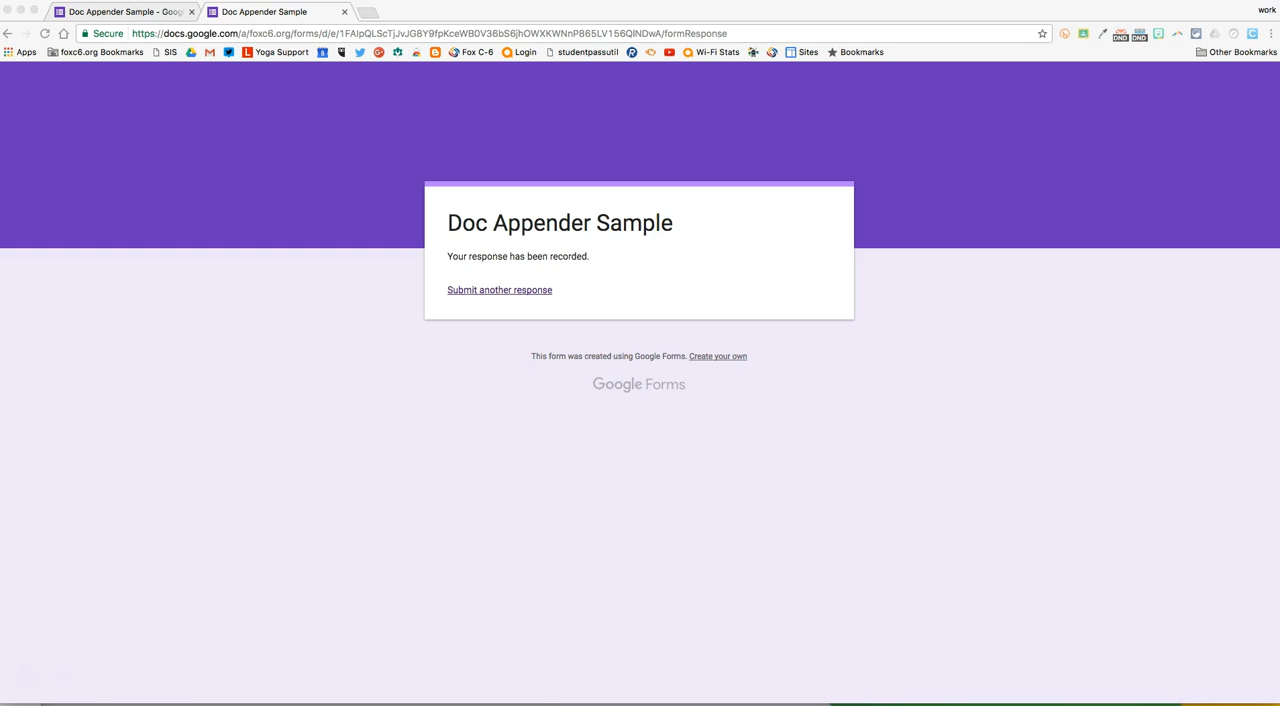 work
Doc Appender Sample - Goog
Doc Appender Sample
Secure
https://docs.google.com/a/foxc6.org/forms/d/e/1FAIpQLScTjJvJG8Y9fpKceWB0V36bS6jhOWXKWNnP865LV156QlNDwA/formResponse
DND
DND
Apps
foxc6.org Bookmarks
SIS
Yoga Support
Fox C-6
Login
studentpassutil
Wi-Fi Stats
Sites
Bookmarks
Other Bookmarks
Doc Appender Sample
Your response has been recorded.
Submit another response
This form was created using Google Forms. Create your own
Google Forms